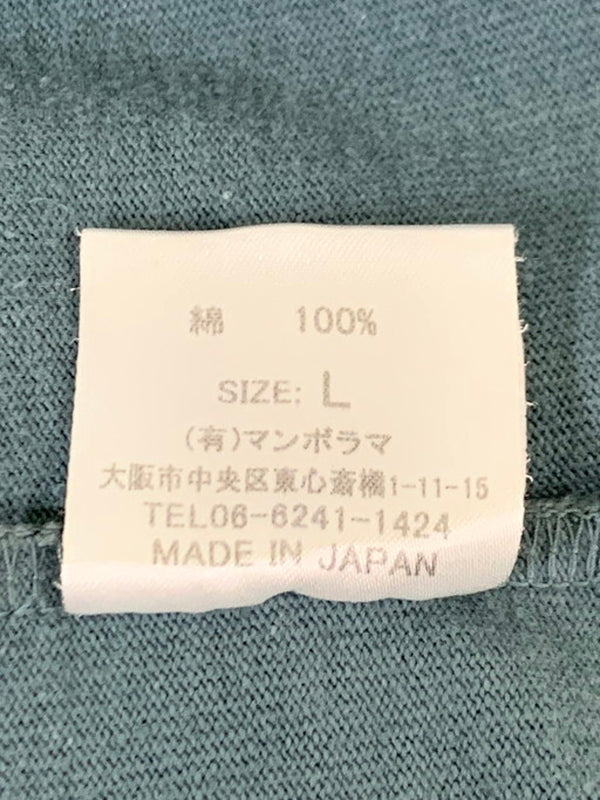 綿 100%
SIZE: L
(有)マンボラマ
大阪市中央区東心斎橋1-11-15
TEL06-6241-1424
MADE IN JAPAN